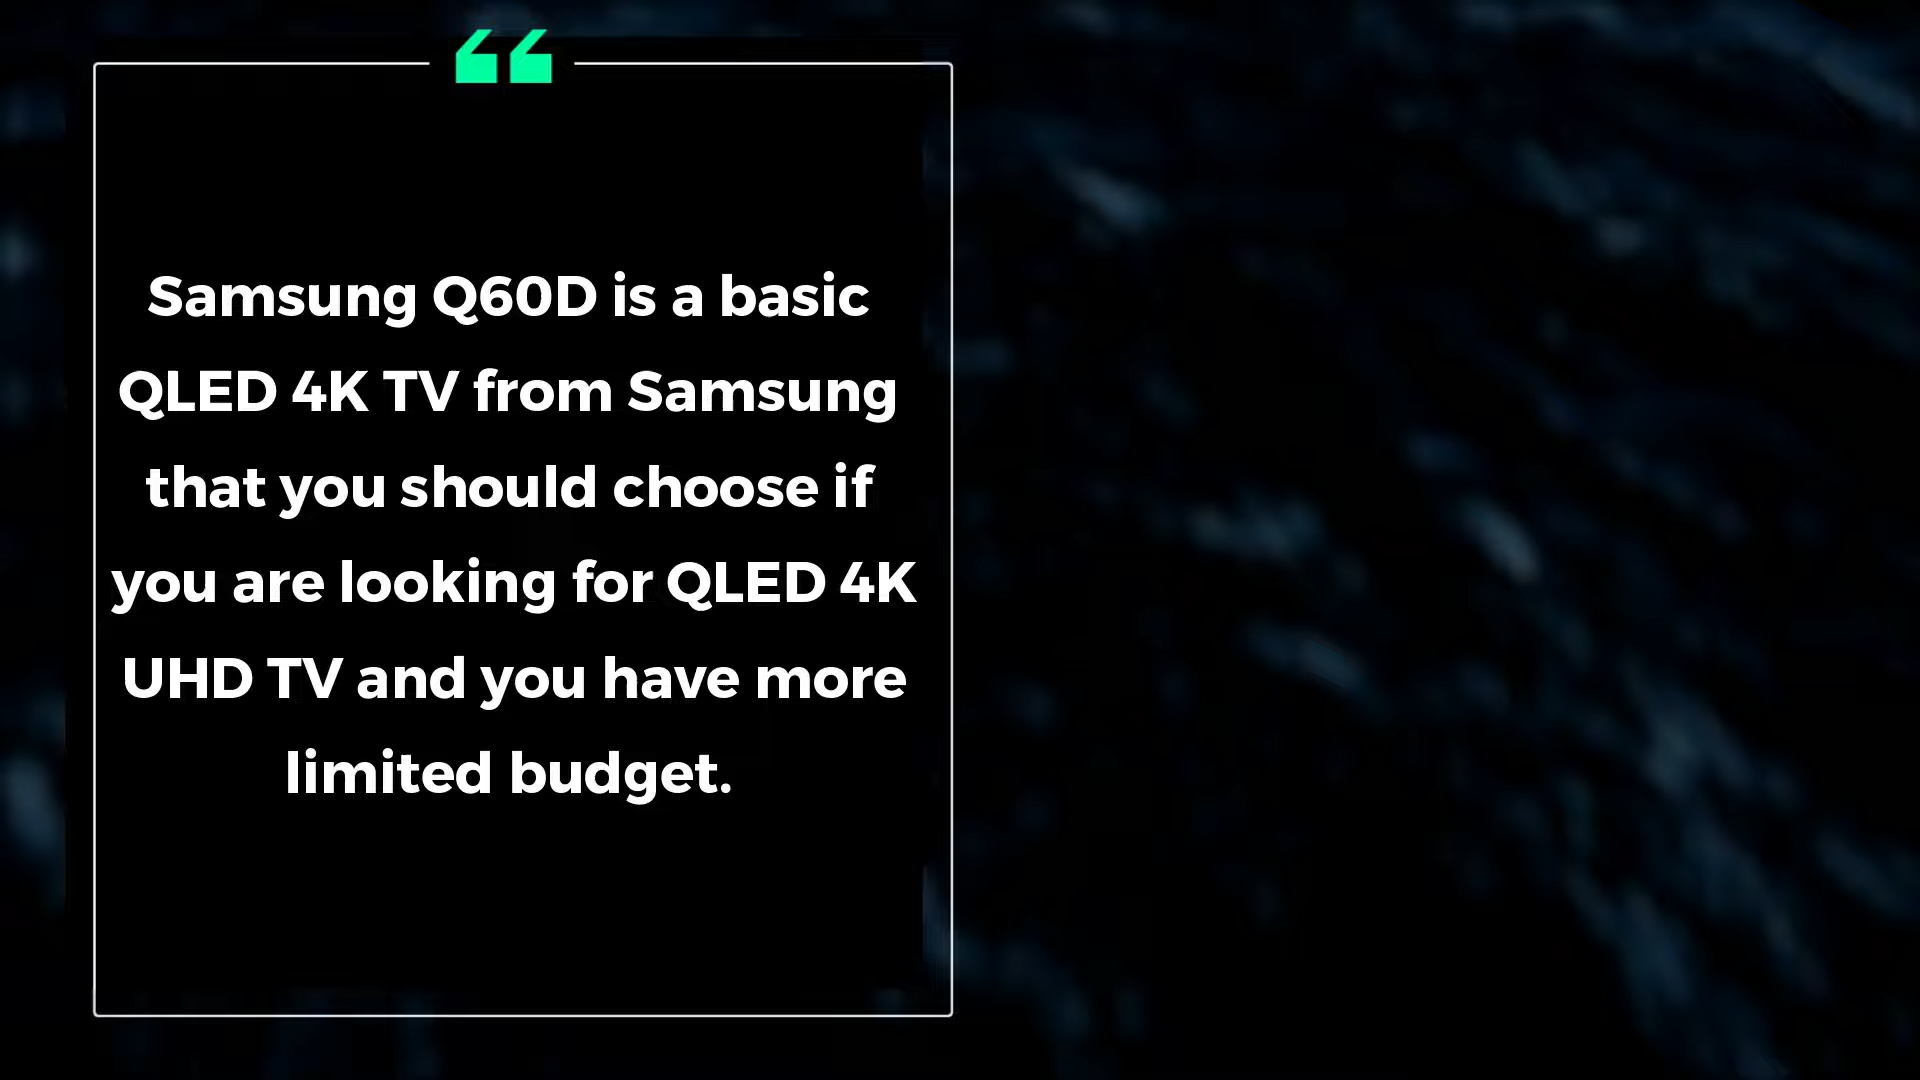 Samsung Q60D is a basic
QLED 4K TV from Samsung
that you should choose if
you are looking for QLED 4K
UHD TV and you have more
limited budget.